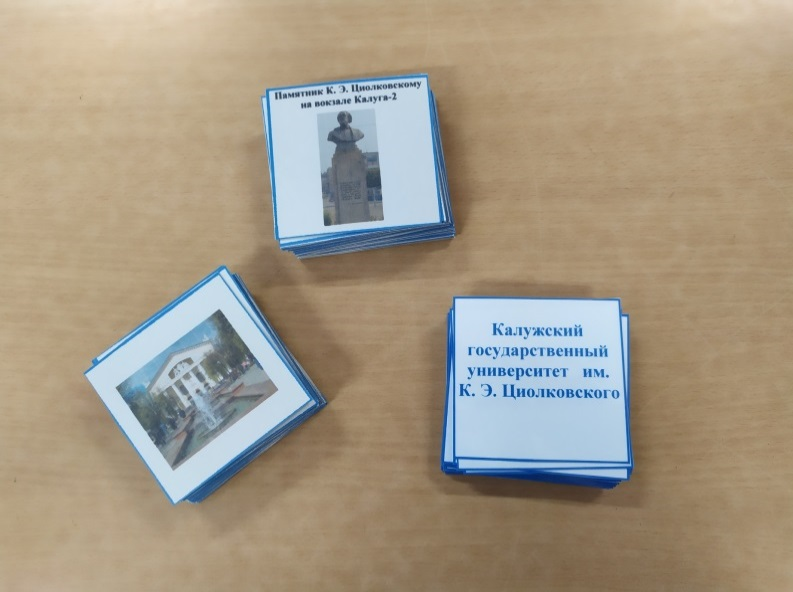 Памятник К. Э. Циолковскому
на вокзале Калуга-2
Калужский
государственный
университет им.
К. Э. Циолковского